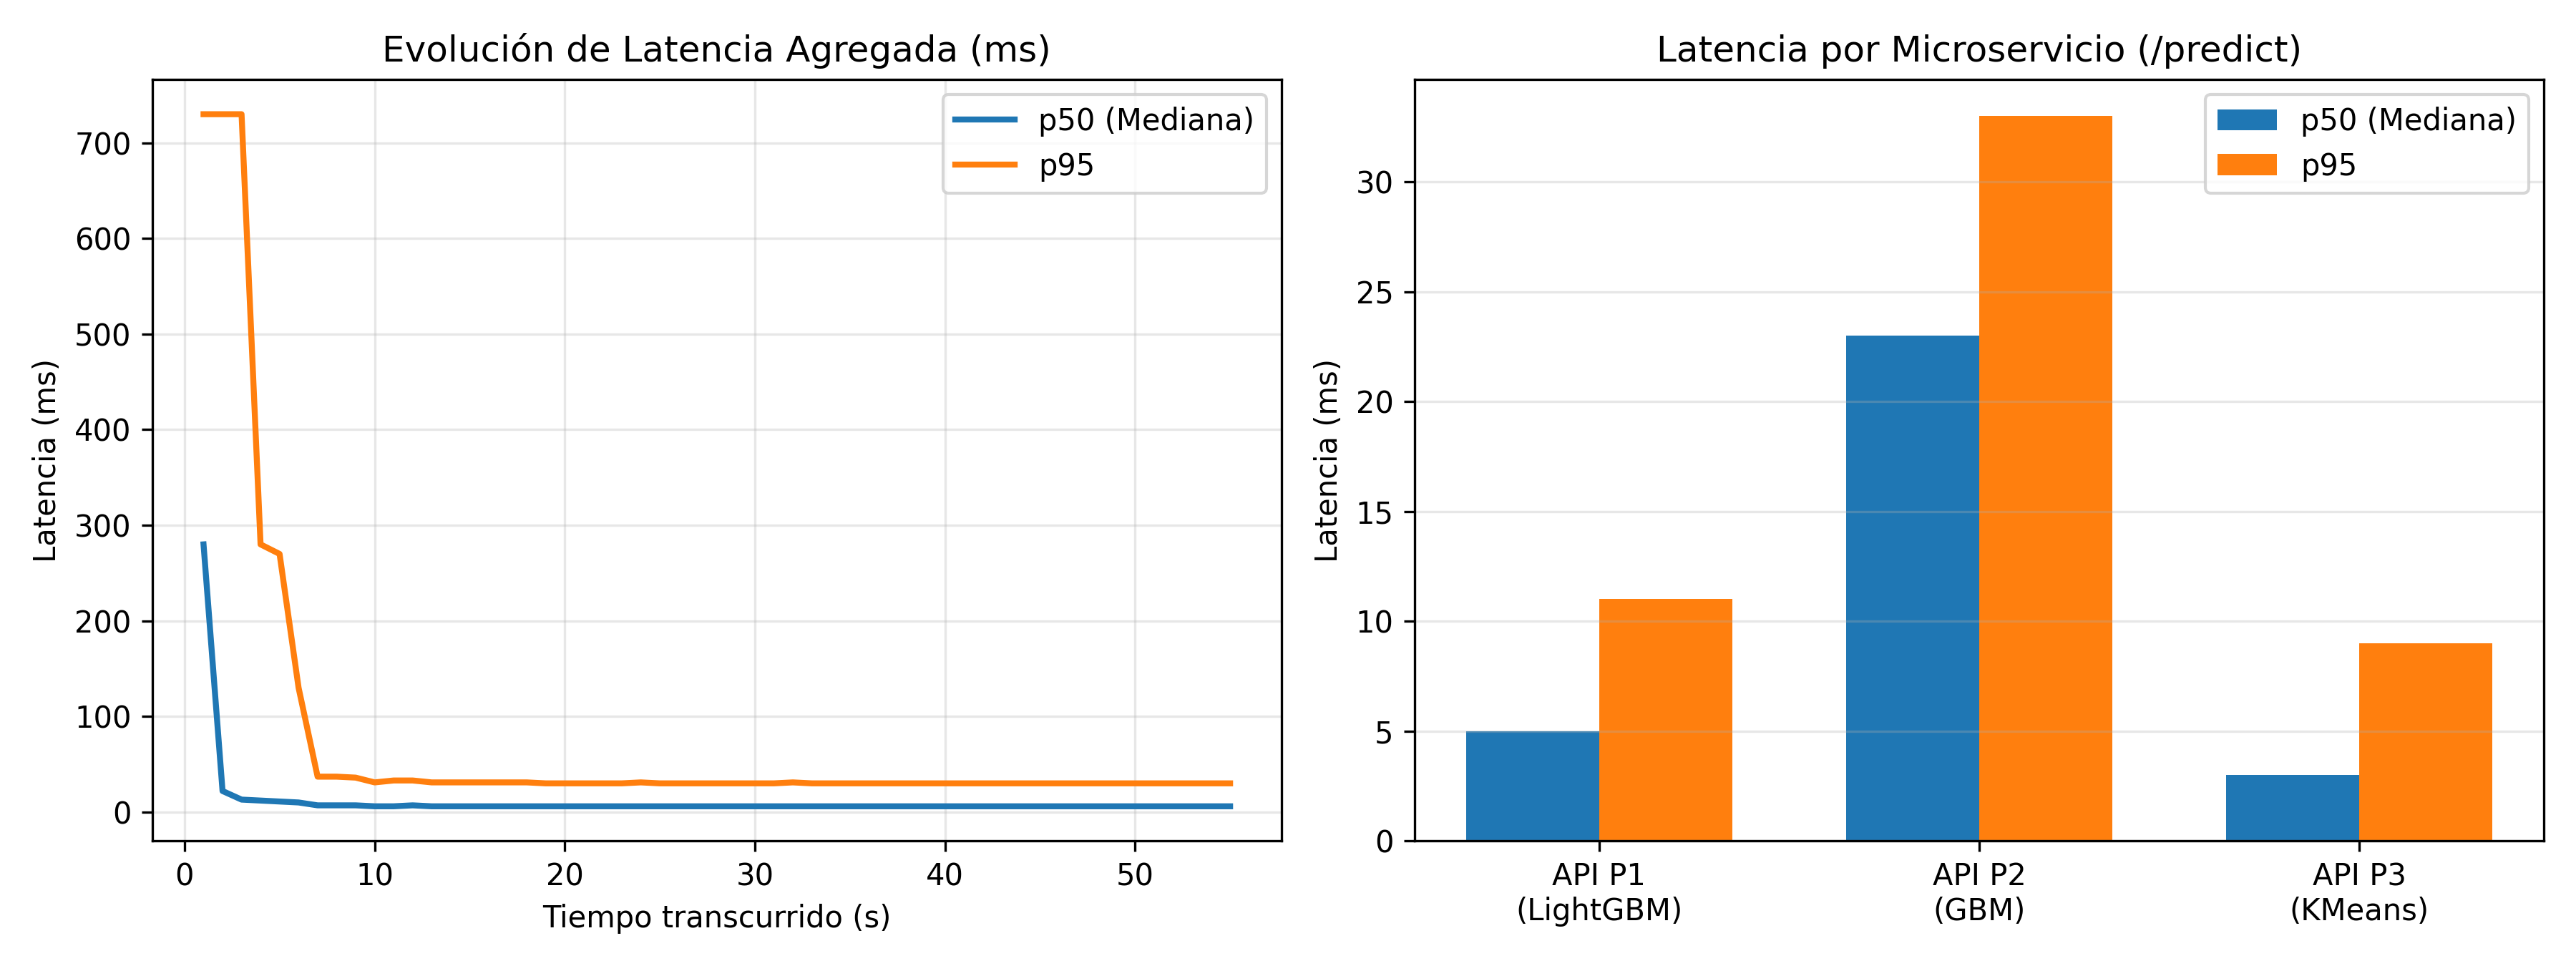 Evolución de Latencia Agregada (ms)
p50 (Mediana)
p95
700
600
500
400
300
200
100
0
Latencia (ms)
0 10 20 30 40 50
Tiempo transcurrido (s)
Latencia por Microservicio (/predict)
p50 (Mediana)
p95
30
25
20
15
10
5
0
Latencia (ms)
API P1
(LightGBM)
API P2
(GBM)
API P3
(KMeans)